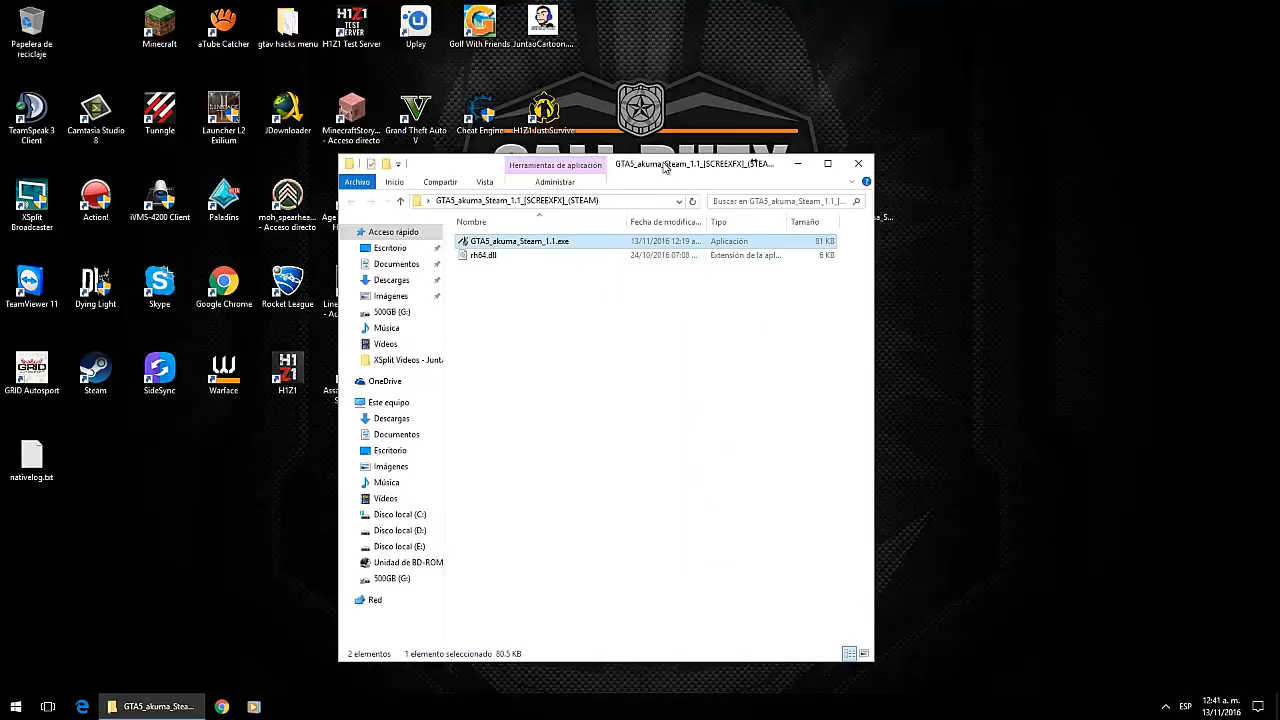 Papelera de
reciclaje
Minecraft
aTube Catcher
gtav hacks menu
H1Z1 Test Server
Uplay
Golf With Friends
JuntaoCartoon....
TeamSpeak 3
Client
Camtasia Studio
8
Tunngle
Launcher L2
Exilium
JDownloader
MinecraftStory...
- Acceso directo
Grand Theft Auto
V
Cheat Engine
H1Z1 Just Survive
XSplit
Broadcaster
Action!
iVMS-4200 Client
Paladins
moh_spearhea...
- Acceso directo
TeamViewer 11
Dying Light
Skype
Google Chrome
Rocket League
GRID Autosport
Steam
SideSync
Warface
H1Z1
nativelog.txt
Herramientas de aplicación
GTA5_akuma_Steam_1.1_[SCREEXFX]_(STEA...
Archivo
Inicio
Compartir
Vista
Administrar
GTA5_akuma_Steam_1.1_[SCREEXFX]_(STEAM)
Buscar en GTA5_akuma_Steam_1.1_[...
Nombre
Fecha de modifica...
Tipo
Tamaño
GTA5_akuma_Steam_1.1.exe
13/11/2016 12:19 a...
Aplicación
81 KB
rh64.dll
24/10/2016 07:08 ...
Extensión de la apl...
6 KB
Acceso rápido
Escritorio
Documentos
Descargas
Imágenes
500GB (G:)
Música
Vídeos
XSplit Videos - Junta
OneDrive
Este equipo
Descargas
Documentos
Escritorio
Imágenes
Música
Vídeos
Disco local (C:)
Disco local (D:)
Disco local (E:)
Unidad de BD-ROM
500GB (G:)
Red
2 elementos
1 elemento seleccionado 80.5 KB
GTA5_akuma_Stea...
ESP
12:41 a. m.
13/11/2016